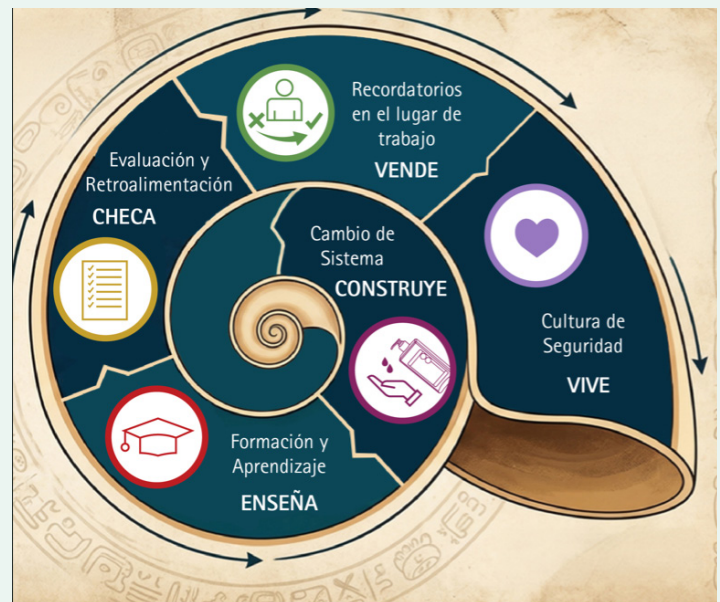 Recordatorios
en el lugar de
trabajo
VENDE
Evaluación y
Retroalimentación
CHECA
Cambio de
Sistema
CONSTRUYE
Cultura de
Seguridad
VIVE
Formación y
Aprendizaje
ENSEÑA